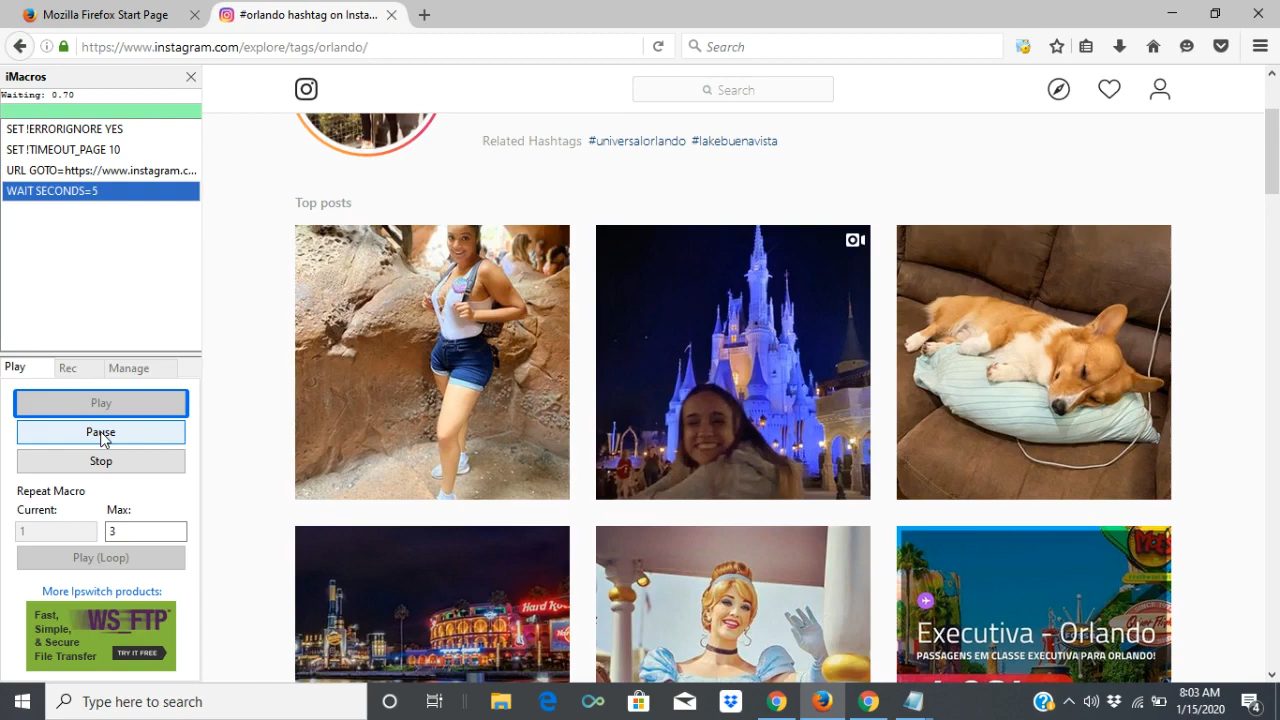 Mozilla Firefox Start Page
#orlando hashtag on Insta...
https://www.instagram.com/explore/tags/orlando/
Search
iMacros
Waiting: 0.70
SET !ERRORIGNORE YES
SET !TIMEOUT_PAGE 10
URL GOTO=https://www.instagram.c...
WAIT SECONDS=5
Play
Rec
Manage
Play
Pause
Stop
Repeat Macro
Current:
Max:
1
3
Play (Loop)
More Ipswitch products:
Fast,
Simple,
& Secure
File Transfer
WS_FTP
TRY IT FREE
Search
Related Hashtags #universalorlando #lakebuenavista
Top posts
Hard Ro
Executiva - Orlando
PASSAGENS EM CLASSE EXECUTIVA PARA ORLANDO!
Type here to search
8:03 AM
1/15/2020
4